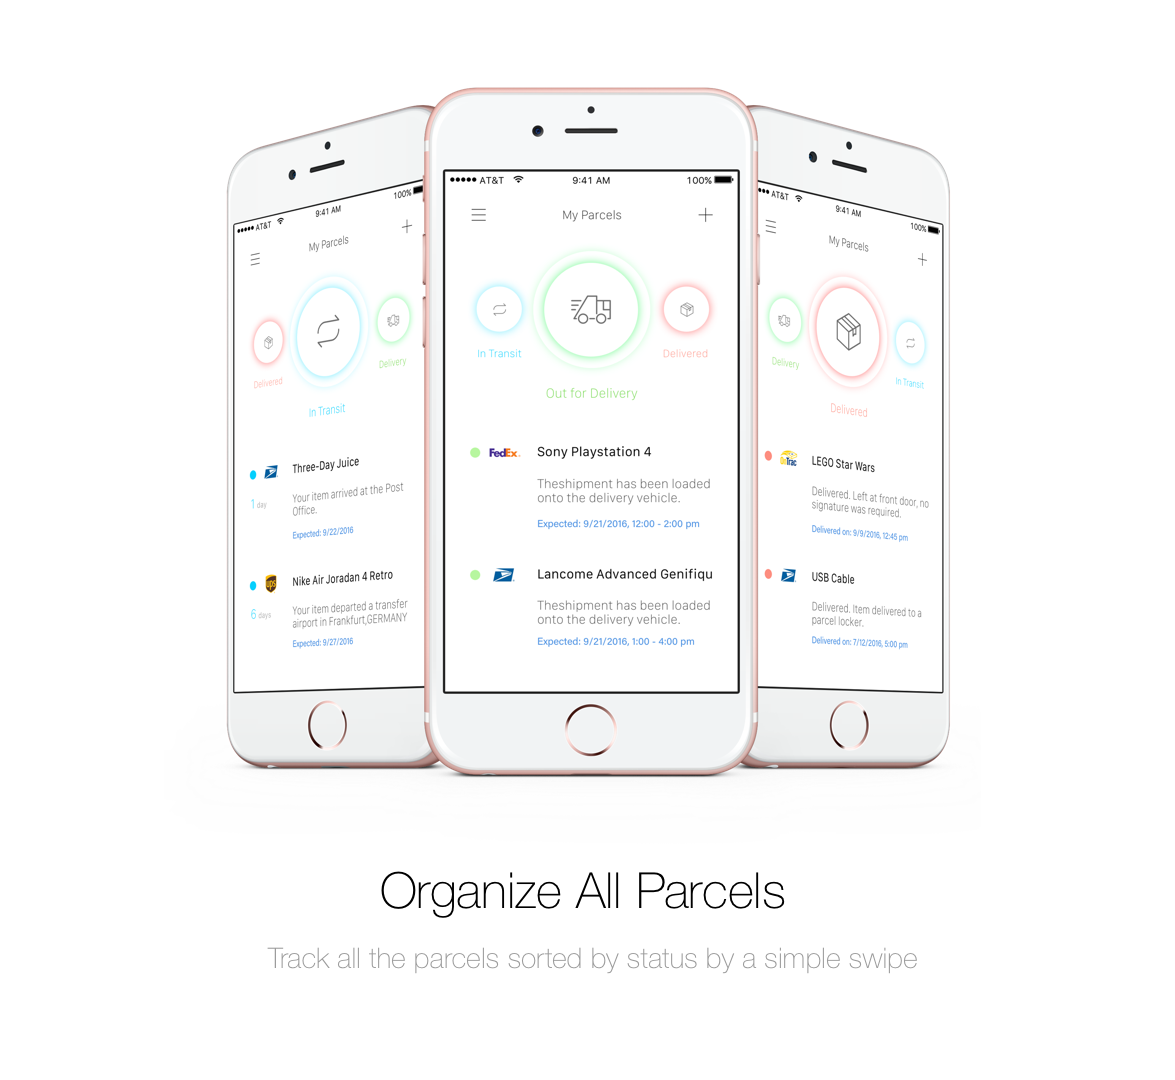 ●●●●● AT&T 9:41 AM 100%
My Parcels
Delivered
In Transit
Delivery
Three-Day Juice
1 day
Your item arrived at the Post
Office.
Expected: 9/22/2016
ups
Nike Air Joradan 4 Retro
6 days
Your item departed a transfer
airport in Frankfurt,GERMANY
Expected: 9/27/2016
●●●●● AT&T 9:41 AM 100%
My Parcels
In Transit
Out for Delivery
Delivered
FedEx
Sony Playstation 4
Theshipment has been loaded
onto the delivery vehicle.
Expected: 9/21/2016, 12:00 - 2:00 pm
Lancome Advanced Genifiqu
Theshipment has been loaded
onto the delivery vehicle.
Expected: 9/21/2016, 1:00 - 4:00 pm
●●● AT&T 9:41 AM 100%
My Parcels
Delivery
Delivered
In Transit
OnTrac
LEGO Star Wars
Delivered. Left at front door, no
signature was required.
Delivered on: 9/9/2016, 12:45 pm
USB Cable
Delivered. Item delivered to a
parcel locker.
Delivered on: 7/12/2016, 5:00 pm
Organize All Parcels
Track all the parcels sorted by status by a simple swipe